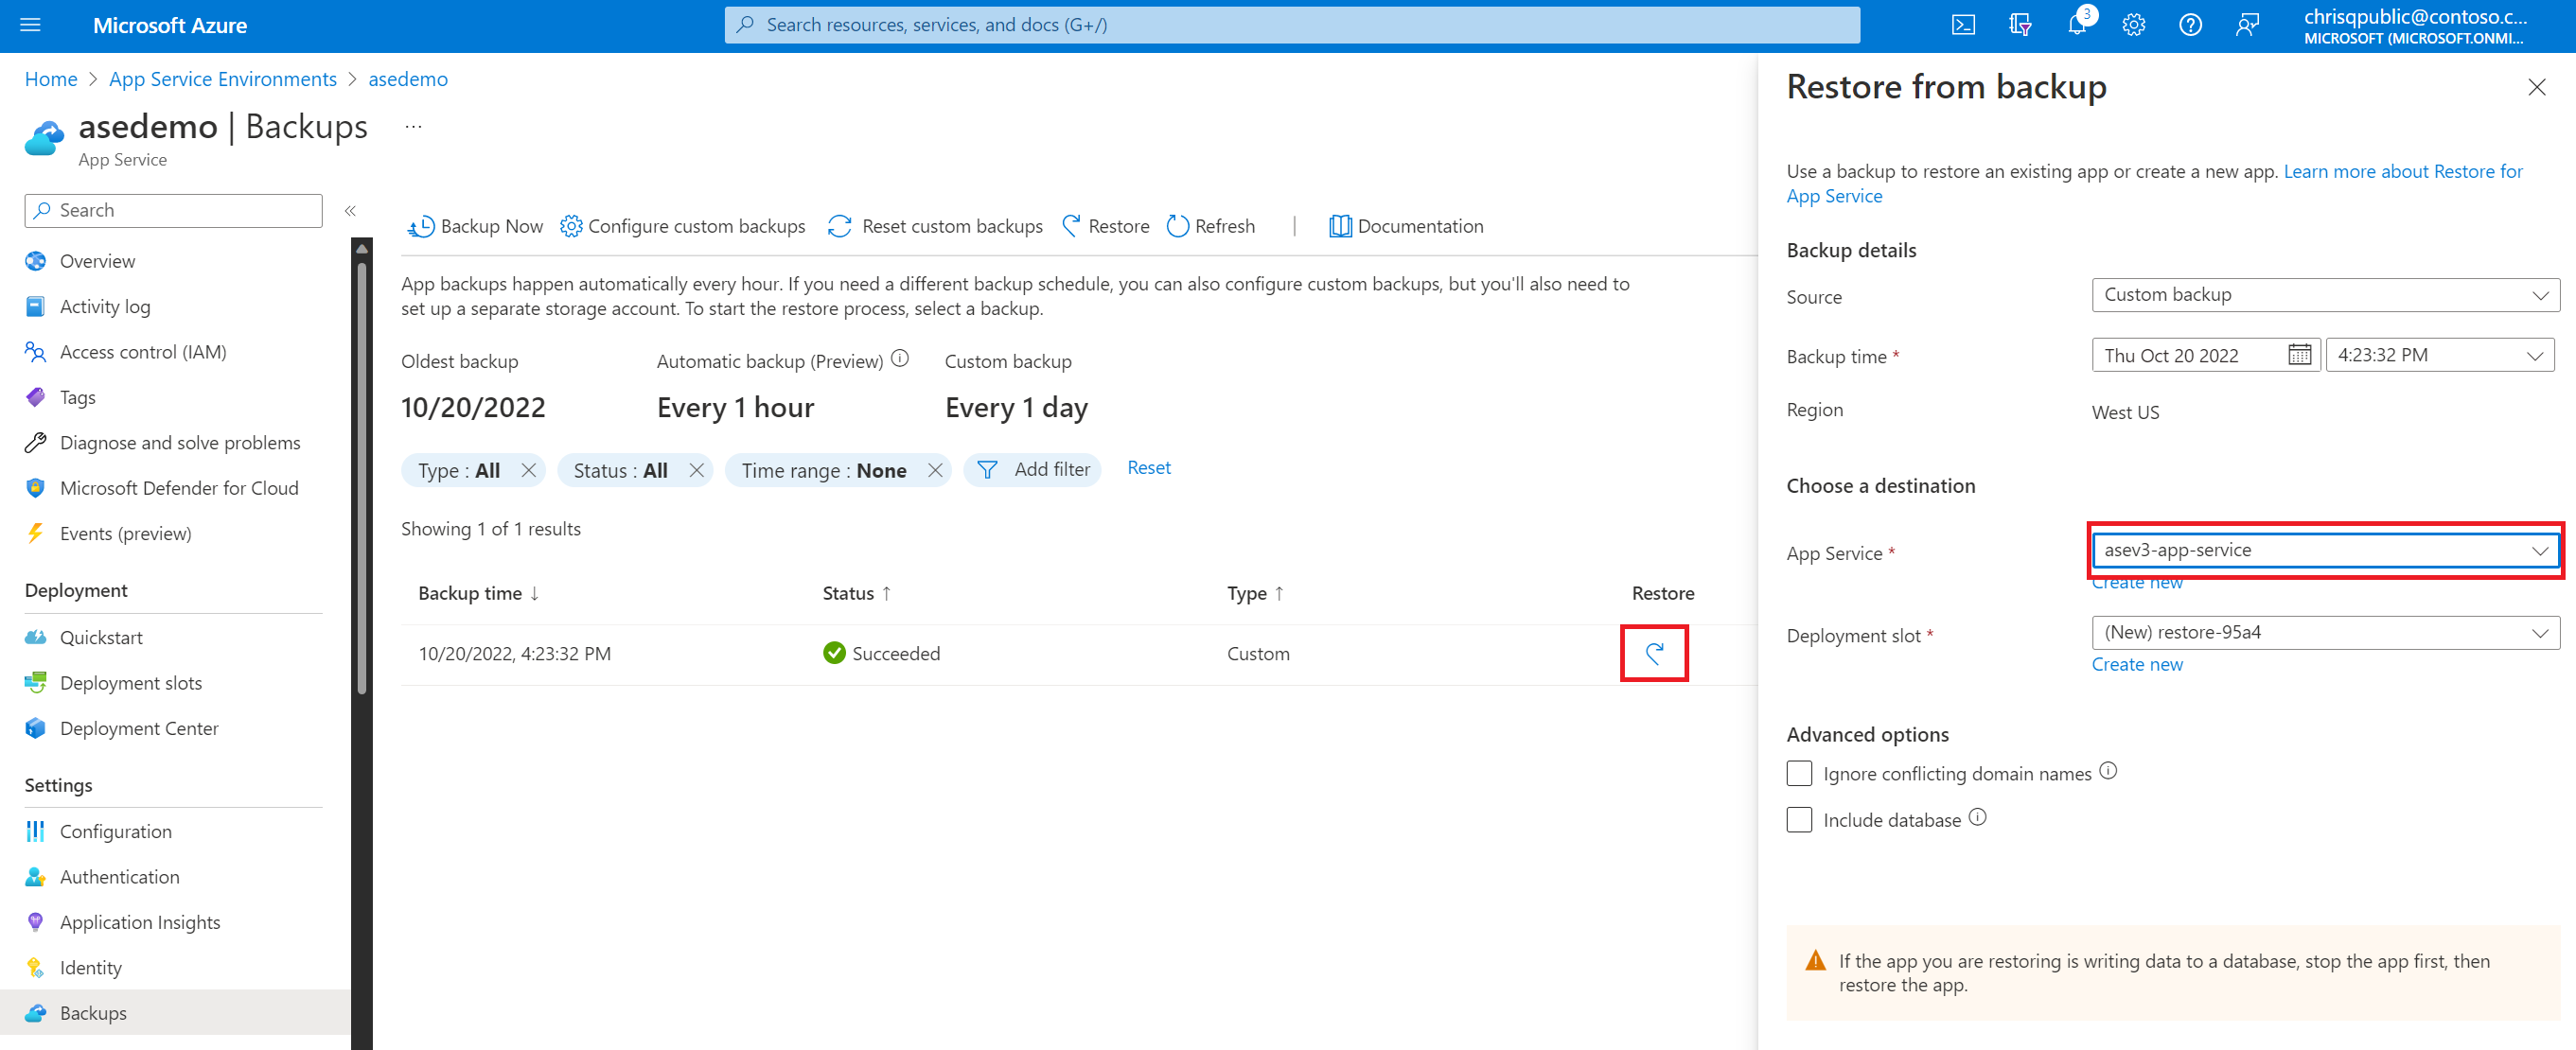 Microsoft Azure
Search resources, services, and docs (G+/)
3
chrisqpublic@contoso.c...
MICROSOFT (MICROSOFT.ONMI...
Home > App Service Environments > asedemo
asedemo | Backups ...
App Service
Search
«
Overview
Activity log
Access control (IAM)
Tags
Diagnose and solve problems
Microsoft Defender for Cloud
Events (preview)
Deployment
Quickstart
Deployment slots
Deployment Center
Settings
Configuration
Authentication
Application Insights
Identity
Backups
Backup Now Configure custom backups Reset custom backups Restore Refresh | Documentation
App backups happen automatically every hour. If you need a different backup schedule, you can also configure custom backups, but you'll also need to
set up a separate storage account. To start the restore process, select a backup.
Oldest backup Automatic backup (Preview) Custom backup
10/20/2022 Every 1 hour Every 1 day
Type : All Status : All Time range : None Add filter Reset
Showing 1 of 1 results
Backup time ↓ Status ↑ Type ↑ Restore
10/20/2022, 4:23:32 PM Succeeded Custom
Restore from backup
Use a backup to restore an existing app or create a new app. Learn more about Restore for
App Service
Backup details
Source Custom backup
Backup time * Thu Oct 20 2022 4:23:32 PM
Region West US
Choose a destination
App Service * asev3-app-service
Create new
Deployment slot * (New) restore-95a4
Create new
Advanced options
Ignore conflicting domain names
Include database
If the app you are restoring is writing data to a database, stop the app first, then
restore the app.